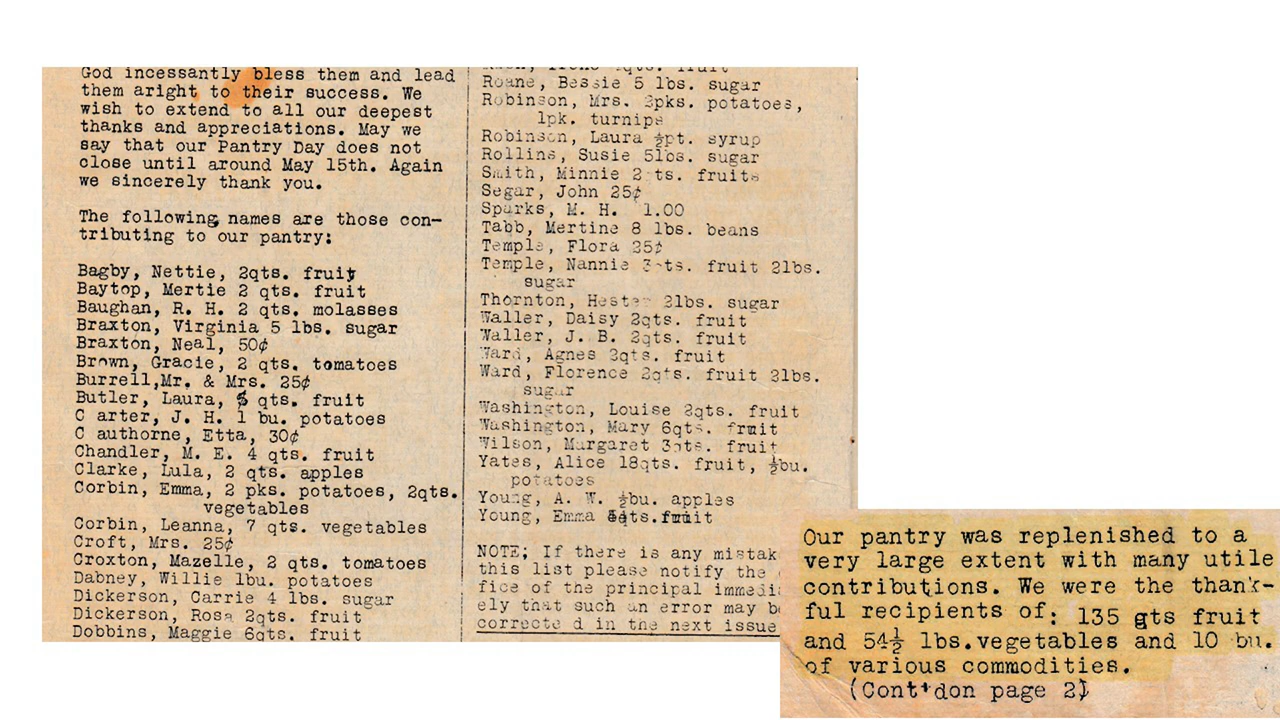 God incessantly bless them and lead
them aright to their success. We
wish to extend to all our deepest
thanks and appreciations. May we
say that our Pantry Day does not
close until around May 15th. Again
we sincerely thank you.
The following names are those con-
tributing to our pantry:
Bagby, Nettie, 2qts. fruit
Baytop, Mertie 2 qts. fruit
Baughan, R. H. 2 qts. molasses
Braxton, Virginia 5 lbs. sugar
Braxton, Neal, 50¢
Brown, Gracie, 2 qts. tomatoes
Burrell,Mr. & Mrs. 25¢
Butler, Laura, qts. fruit
C arter, J. H. 1 bu. potatoes
C authorne, Etta, 30¢
Chandler, M. E. 4 qts. fruit
Clarke, Lula, 2 qts. apples
Corbin, Emma, 2 pks. potatoes, 2qts.
vegetables
Corbin, Leanna, 7 qts. vegetables
Croft, Mrs. 25¢
Croxton, Mazelle, 2 qts. tomatoes
Dabney, Willie 1bu. potatoes
Dickerson, Carrie 4 lbs. sugar
Dickerson, Rosa 2qts. fruit
Dobbins, Maggie 6qts. fruit
Roane, Bessie 5 lbs. sugar
Robinson, Mrs. 2pks. potatoes,
1pk. turnips
Robinson, Laura ½pt. syrup
Rollins, Susie 5lbs. sugar
Smith, Minnie 2 ts. fruits
Segar, John 25¢
Sparks, M. H. 1.00
Tabb, Mertine 8 lbs. beans
Temple, Flora 25¢
Temple, Nannie fruit 2lbs.
sugar
Thornton, Hester 2lbs. sugar
Waller, Daisy 2qts. fruit
Waller, J. B. 2qts. fruit
Ward, Agnes 2qts. fruit
Ward, Florence 2qts. fruit 2lbs.
sugar
Washington, Louise 2qts. fruit
Washington, Mary 6qts. fruit
Wilson, Margaret fruit
Yates, Alice 18qts. fruit, ½bu.
potatoes
Young, A. W. ½bu. apples
Young, Emma fruit
NOTE; If there is any mistak
this list please notify the
fice of the principal immedi
ely that such an error may b
correcte d in the next issue
Our pantry was replenished to a
very large extent with many utile
contributions. We were the thank-
ful recipients of: 135 gts fruit
and 54½ lbs.vegetables and 10 bu.
of various commodities.
(Cont'don page 2)